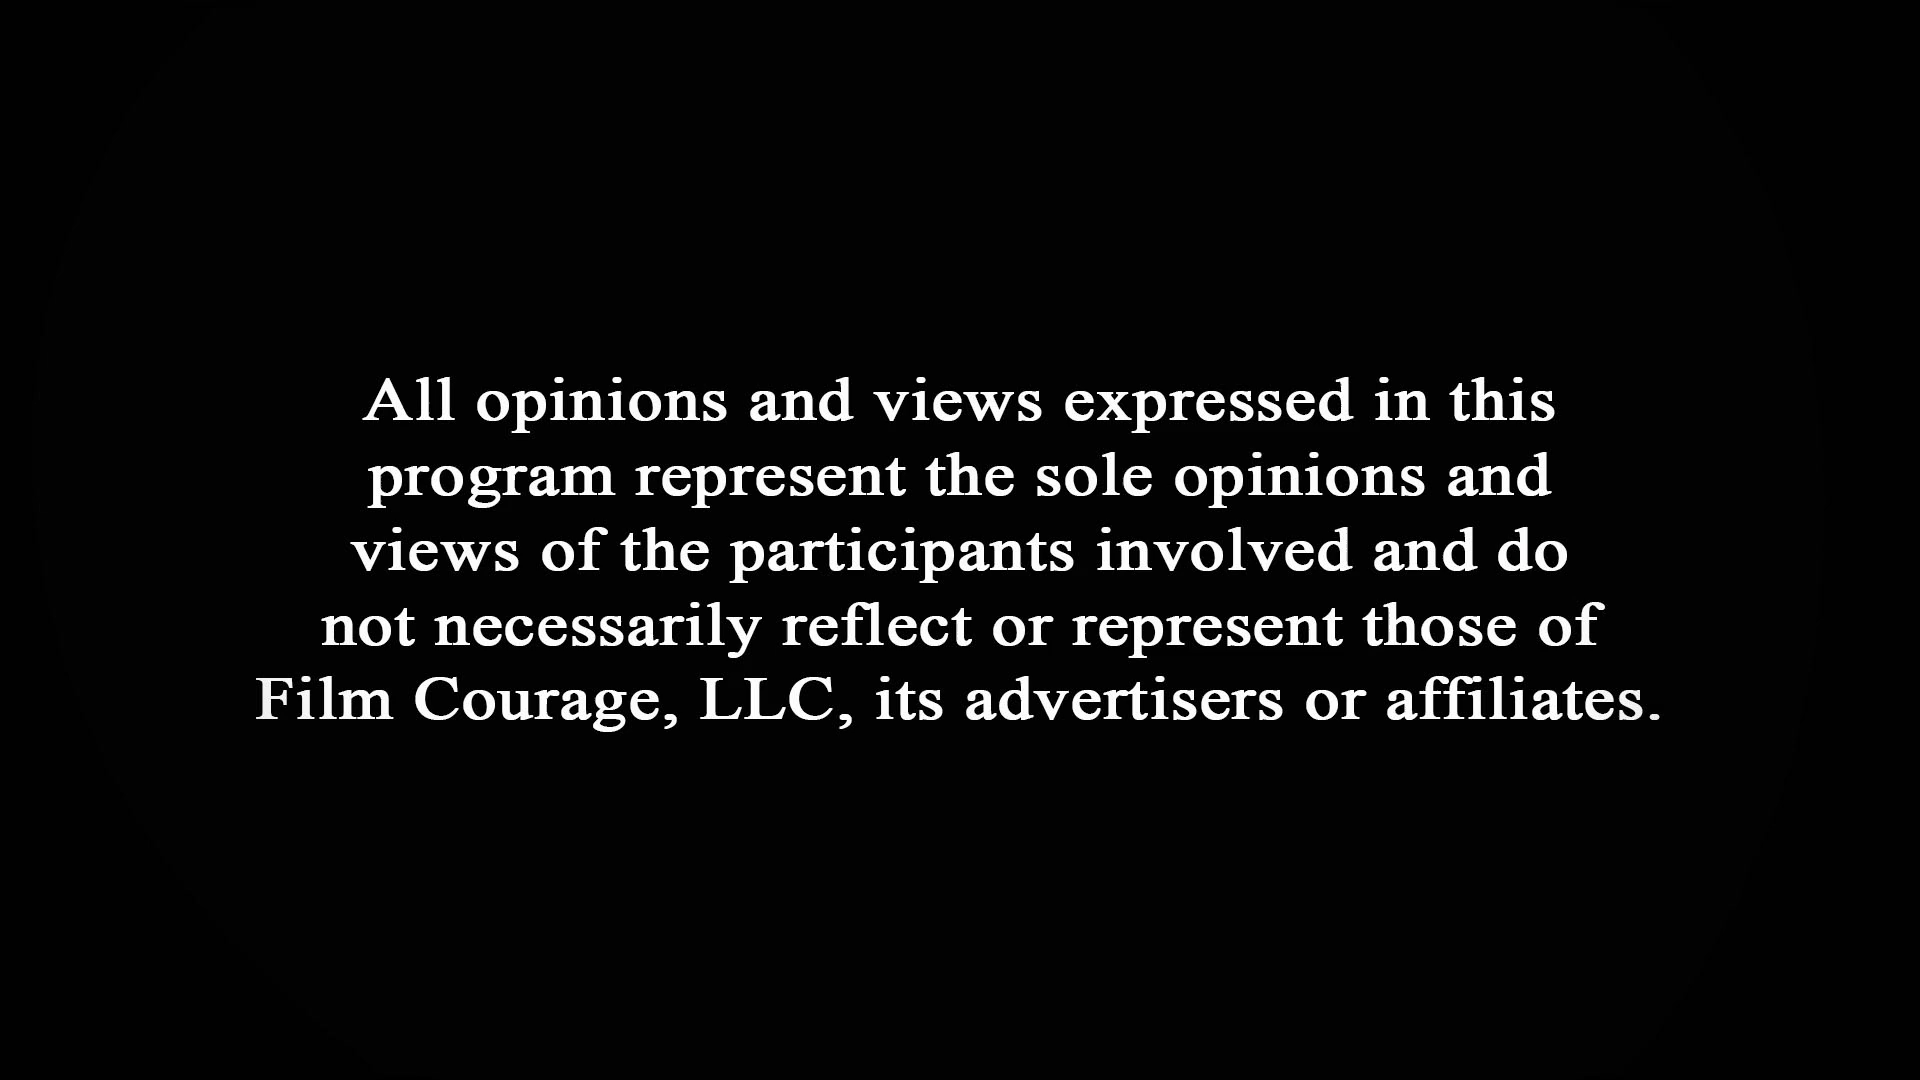 All opinions and views expressed in this
program represent the sole opinions and
views of the participants involved and do
not necessarily reflect or represent those of
Film Courage, LLC, its advertisers or affiliates.